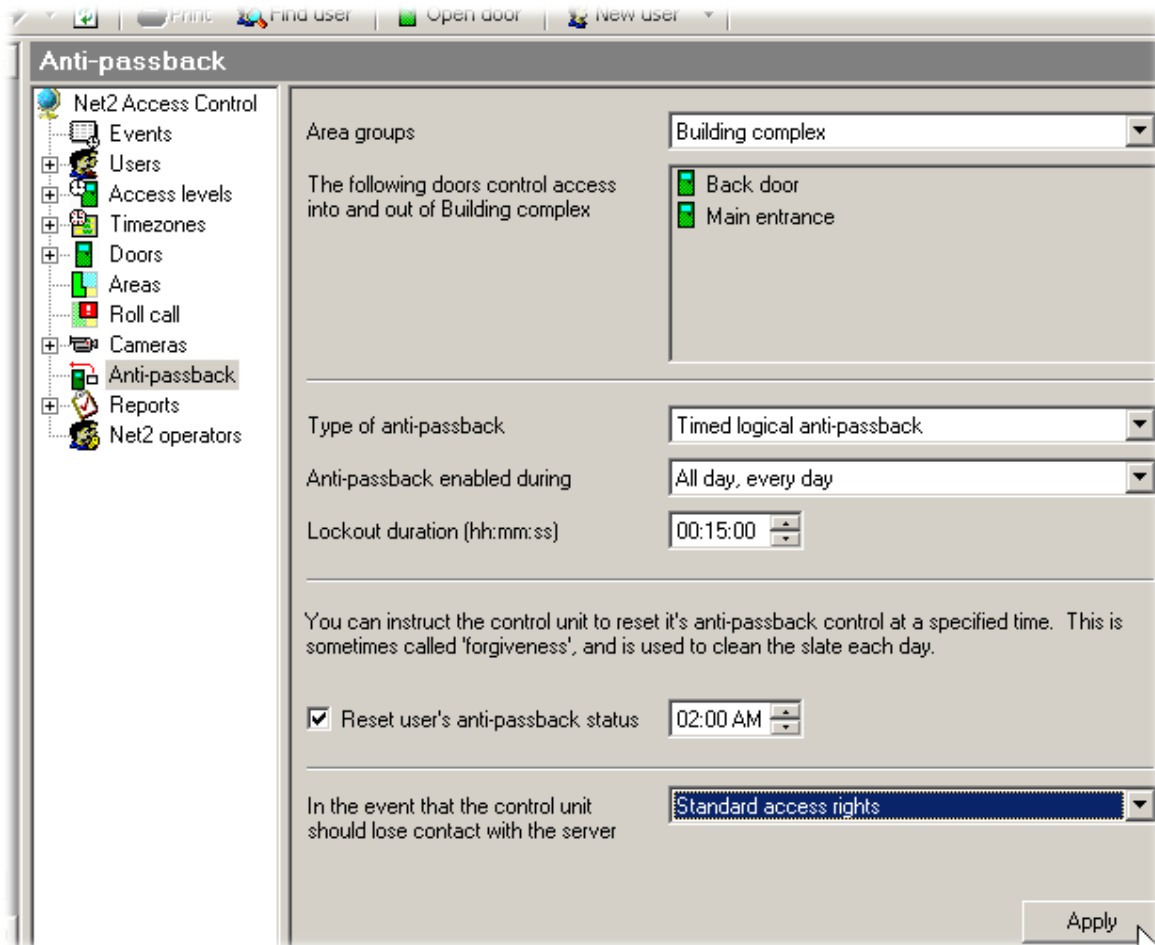 Print Find user Open door New user
Anti-passback
Net2 Access Control
Events
Users
Access levels
Timezones
Doors
Areas
Roll call
Cameras
Anti-passback
Reports
Net2 operators
Area groups
Building complex
The following doors control access
into and out of Building complex
Back door
Main entrance
Type of anti-passback
Timed logical anti-passback
Anti-passback enabled during
All day, every day
Lockout duration (hh:mm:ss)
00:15:00
You can instruct the control unit to reset it's anti-passback control at a specified time. This is
sometimes called 'forgiveness', and is used to clean the slate each day.
Reset user's anti-passback status
02:00 AM
In the event that the control unit
should lose contact with the server
Standard access rights
Apply